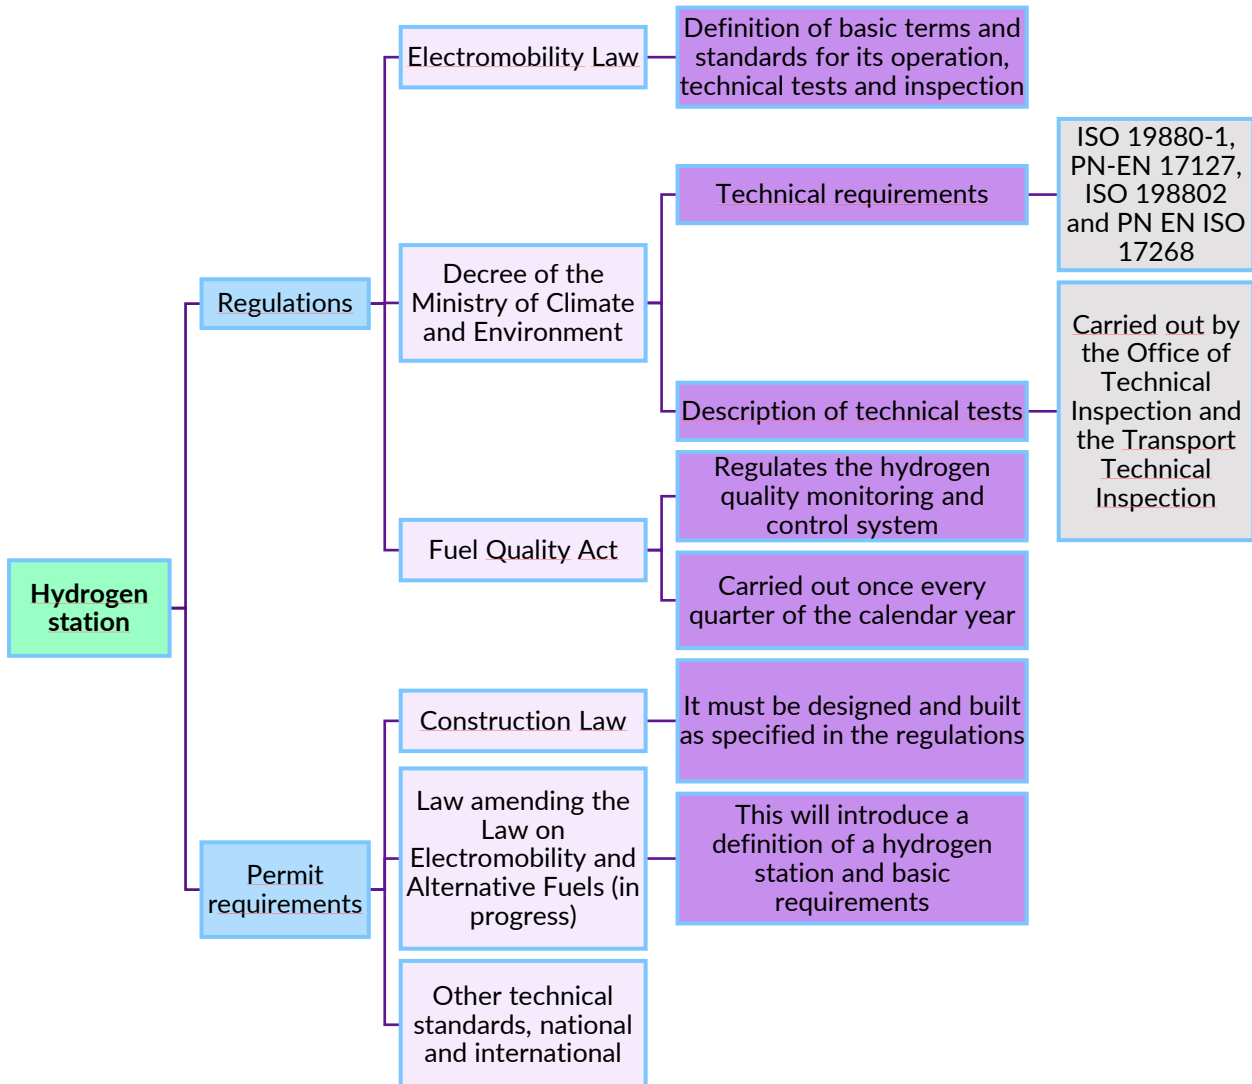 Hydrogen
station
Regulations
Electromobility Law
Definition of basic terms and
standards for its operation,
technical tests and inspection
Decree of the
Ministry of Climate
and Environment
Technical requirements
ISO 19880-1,
PN-EN 17127,
ISO 198802
and PN EN ISO
17268
Description of technical tests
Carried out by
the Office of
Technical
Inspection and
the Transport
Technical
Inspection
Fuel Quality Act
Regulates the hydrogen
quality monitoring and
control system
Carried out once every
quarter of the calendar year
Permit
requirements
Construction Law
It must be designed and built
as specified in the regulations
Law amending the
Law on
Electromobility and
Alternative Fuels (in
progress)
This will introduce a
definition of a hydrogen
station and basic
requirements
Other technical
standards, national
and international